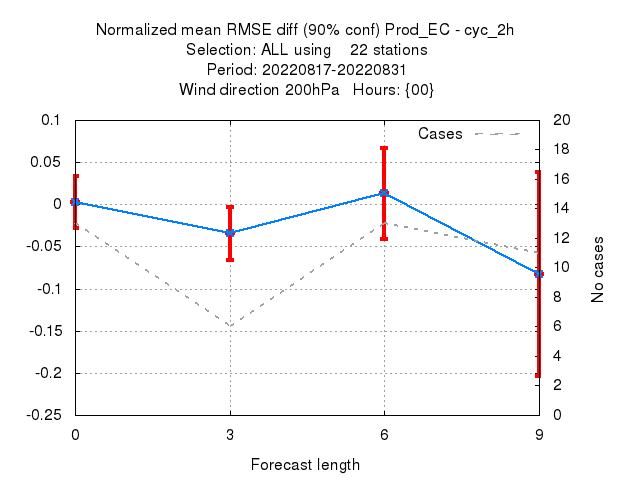 Normalized mean RMSE diff (90% conf) Prod_EC - cyc_2h
Selection: ALL using    22 stations
Period: 20220817-20220831
Wind direction 200hPa   Hours: {00}
0.1
0.05
0
-0.05
-0.1
-0.15
-0.2
-0.25
Cases
20
18
16
14
12
10
8
6
4
2
0
No cases
0 3 6 9
Forecast length